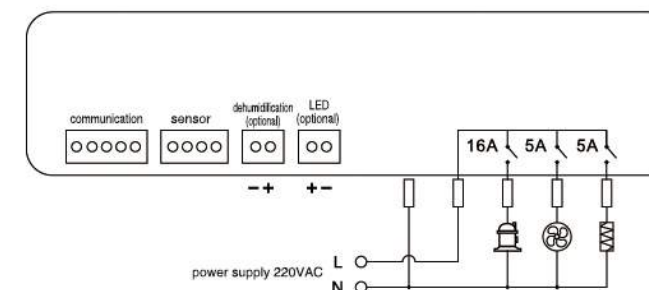 communication
sensor
dehumidification
(optional)
LED
(optional)
- +
+ -
16A
5A
5A
L
power supply 220VAC
N